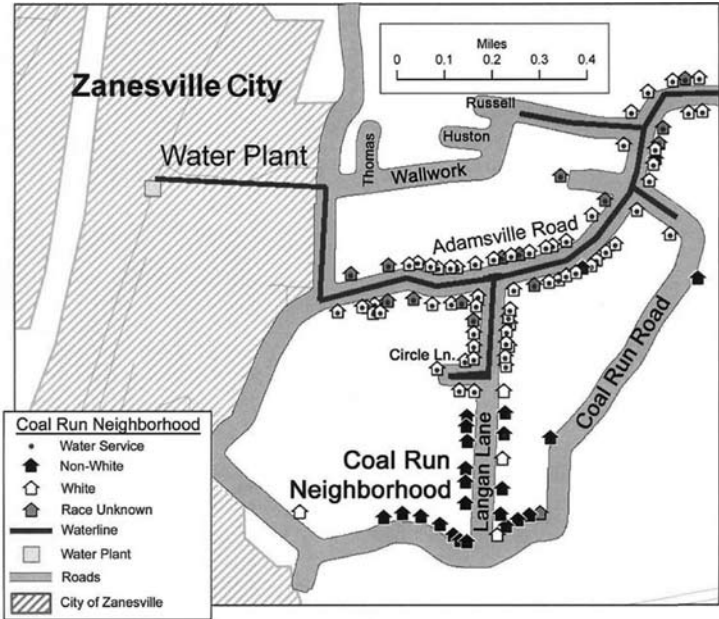 Miles
0 0.1 0.2 0.3 0.4
Zanesville City
Russell
Huston
Thomas
Water Plant
Wallwork
Adamsville Road
Circle Ln.
Coal Run Road
Langan Lane
Coal Run
Neighborhood
Coal Run Neighborhood
Water Service
Non-White
White
Race Unknown
Waterline
Water Plant
Roads
City of Zanesville